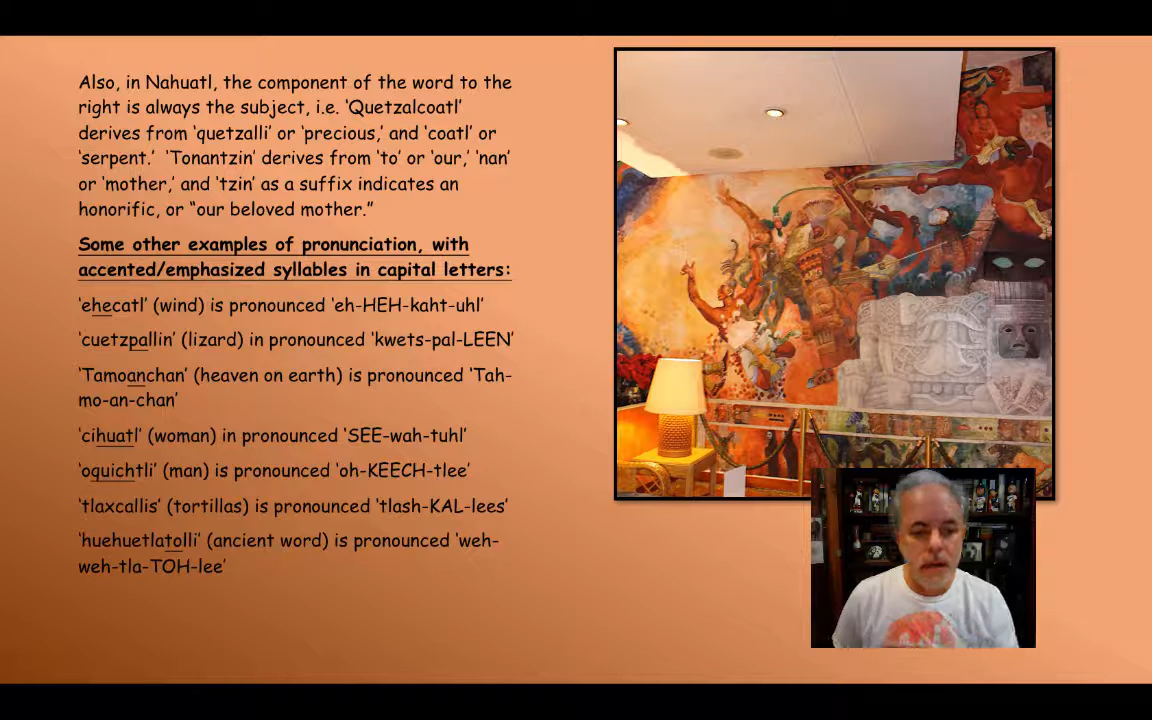 Also, in Nahuatl, the component of the word to the
right is always the subject, i.e. ‘Quetzalcoatl’
derives from ‘quetzalli’ or ‘precious,’ and ‘coatl’ or
‘serpent.’ ‘Tonantzin’ derives from ‘to’ or ‘our,’ ‘nan’
or ‘mother,’ and ‘tzin’ as a suffix indicates an
honorific, or “our beloved mother.”
Some other examples of pronunciation, with
accented/emphasized syllables in capital letters:
‘ehecatl’ (wind) is pronounced ‘eh-HEH-kaht-uhl’
‘cuetzpallin’ (lizard) in pronounced ‘kwets-pal-LEEN’
‘Tamoanchan’ (heaven on earth) is pronounced ‘Tah-
mo-an-chan’
‘cihuatl’ (woman) in pronounced ‘SEE-wah-tuhl’
‘oquichtli’ (man) is pronounced ‘oh-KEECH-tlee’
‘tlaxcallis’ (tortillas) is pronounced ‘tlash-KAL-lees’
‘huehuetlatolli’ (ancient word) is pronounced ‘weh-
weh-tla-TOH-lee’